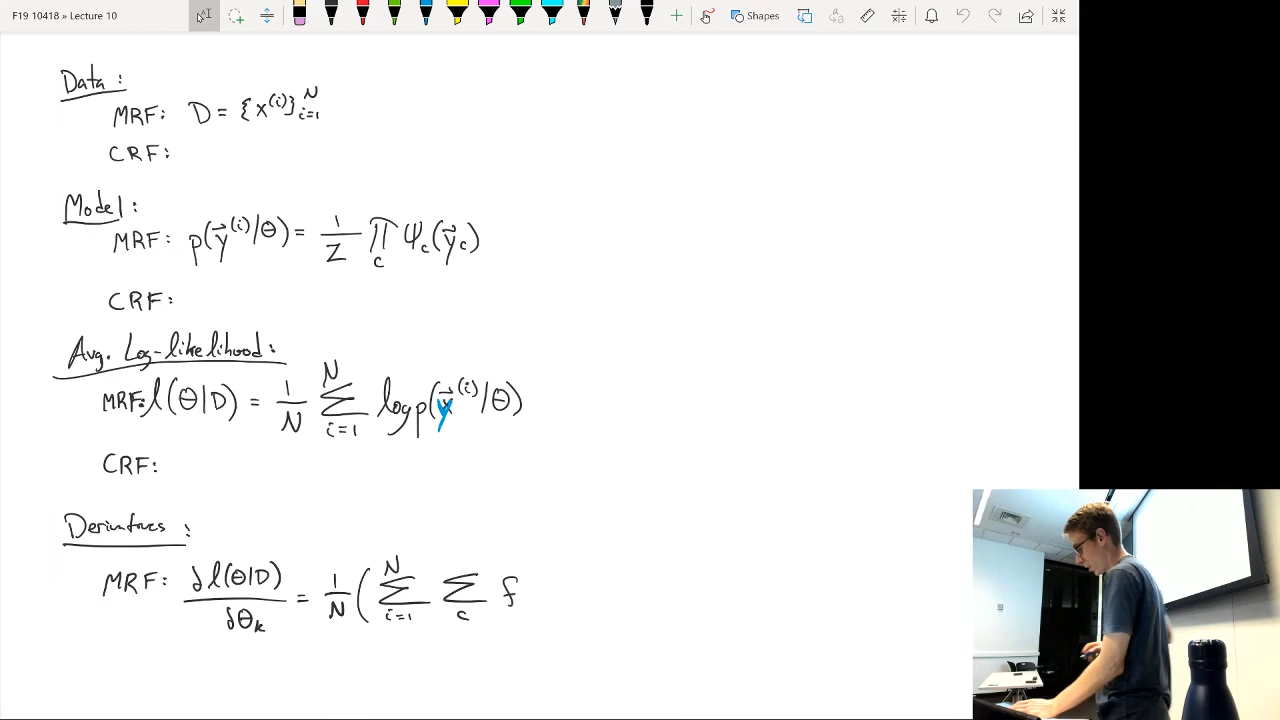 F19 10418 » Lecture 10
Shapes
Data:
MRF: D = {x^(i)}_{i=1}^N
CRF:
Model:
MRF: p(y⃗^(i)|θ) = 1/Z ∏_c ψ_c(y⃗_c)
CRF:
Avg. Log-likelihood:
MRF: l(θ|D) = 1/N Σ_{i=1}^N log p(y⃗^(i)|θ)
CRF:
Derivatives:
MRF: ∂l(θ|D)/∂θ_k = 1/N ( Σ_{i=1}^N Σ_c f